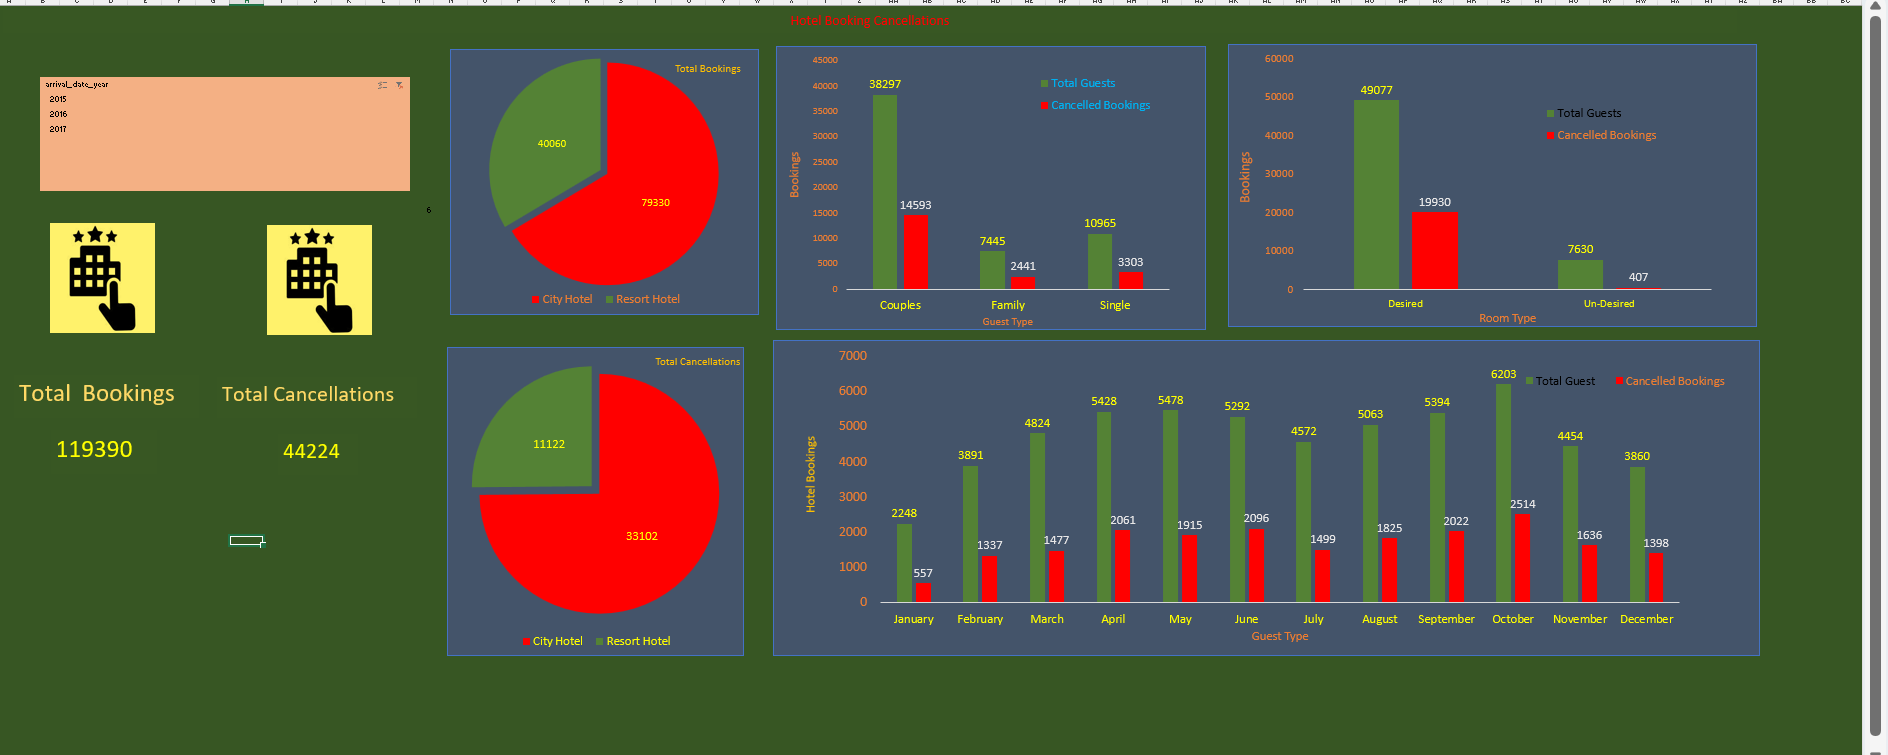 Hotel Booking Cancellations
arrival_date_year
2015
2016
2017
6
Total Bookings
119390
Total Cancellations
44224
Total Bookings
40060
79330
City Hotel
Resort Hotel
Total Cancellations
11122
33102
City Hotel
Resort Hotel
45000
40000
35000
30000
25000
20000
15000
10000
5000
0
Bookings
Total Guests
Cancelled Bookings
38297
14593
7445
2441
10965
3303
Couples
Family
Single
Guest Type
60000
50000
40000
30000
20000
10000
0
Bookings
Total Guests
Cancelled Bookings
49077
19930
7630
407
Desired
Un-Desired
Room Type
7000
6000
5000
4000
3000
2000
1000
0
Hotel Bookings
Total Guest
Cancelled Bookings
2248
557
3891
1337
4824
1477
5428
2061
5478
1915
5292
2096
4572
1499
5063
1825
5394
2022
6203
2514
4454
1636
3860
1398
January
February
March
April
May
June
July
August
September
October
November
December
Guest Type